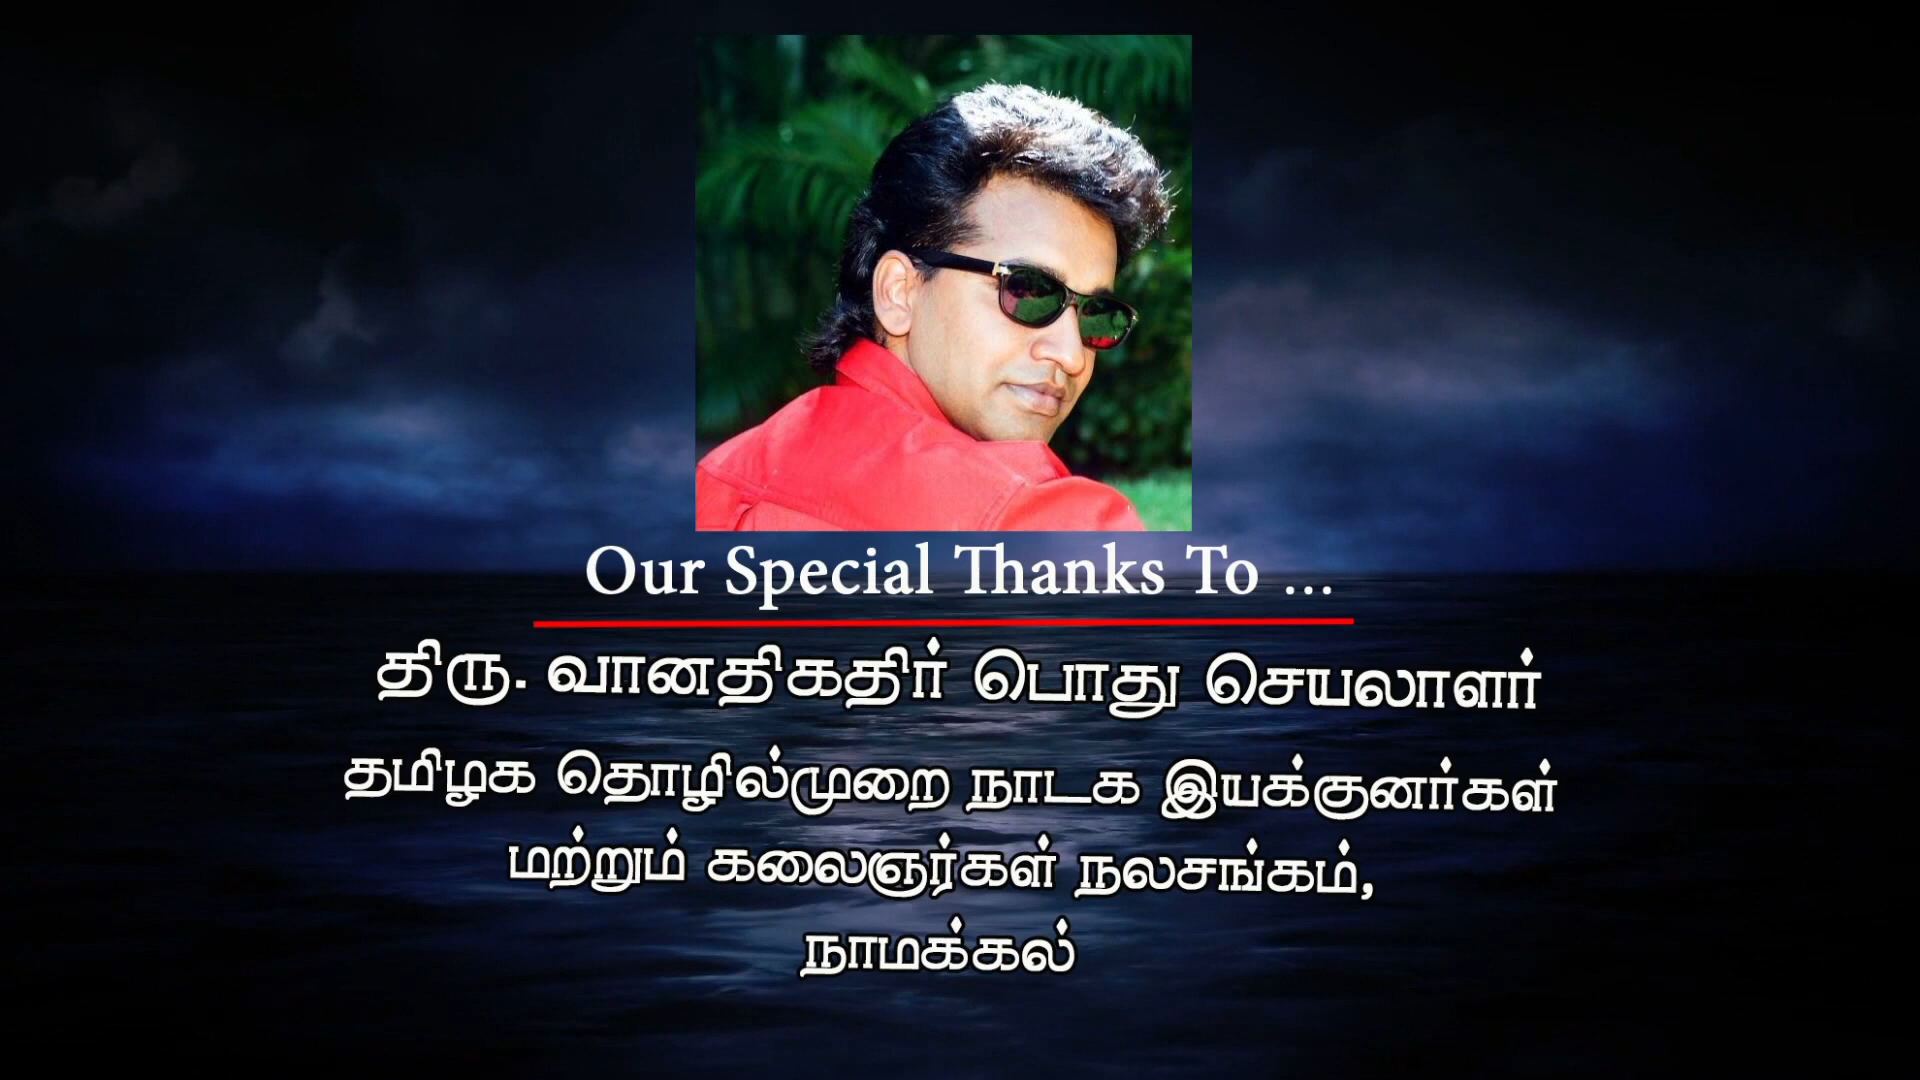 Our Special Thanks To ...
திரு. வானதிகதிர் பொது செயலாளர்
தமிழக தொழில்முறை நாடக இயக்குனர்கள்
மற்றும் கலைஞர்கள் நலசங்கம்,
நாமக்கல்